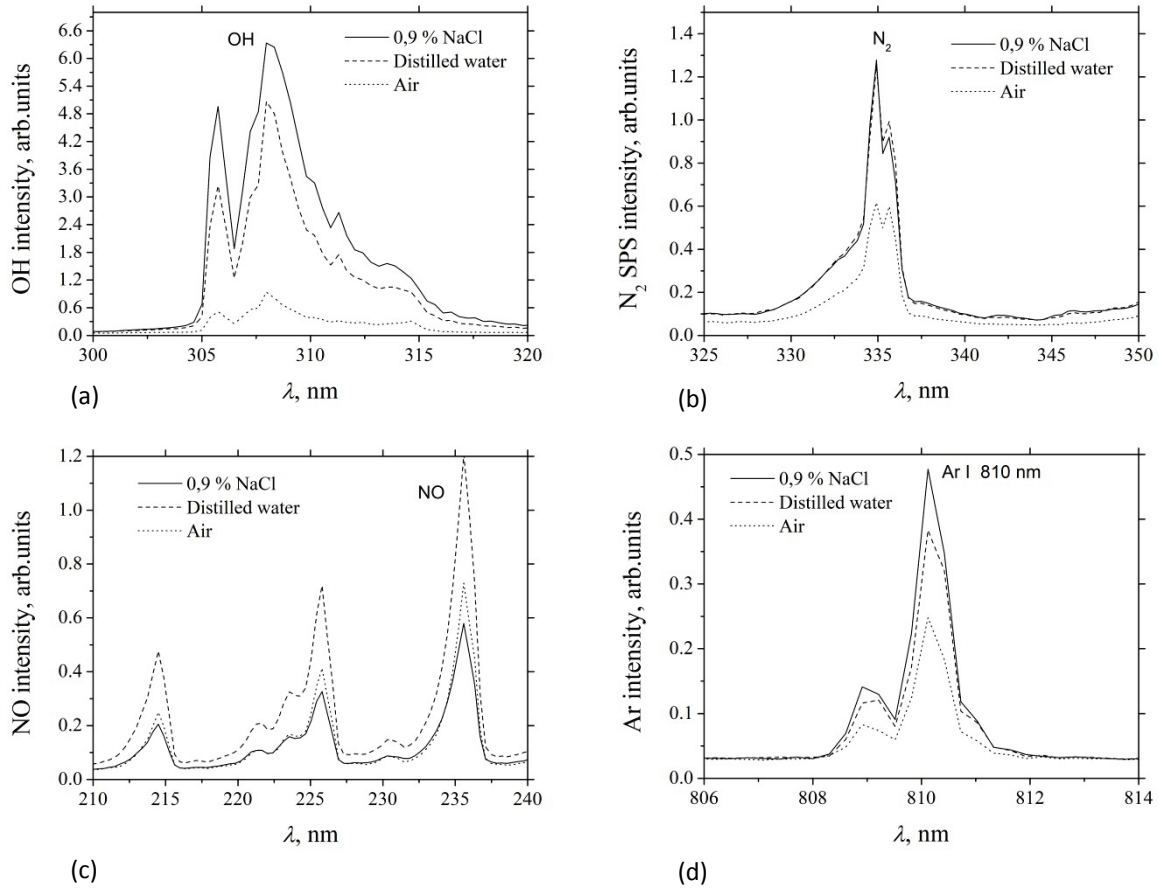 OH intensity, arb.units
6.6
6.0
5.4
4.8
4.2
3.6
3.0
2.4
1.8
1.2
0.6
0.0
OH
0,9 % NaCl
Distilled water
Air
300 305 310 315 320
λ, nm
(a)
N₂ SPS intensity, arb.units
1.4
1.2
1.0
0.8
0.6
0.4
0.2
0.0
N₂
0,9 % NaCl
Distilled water
Air
325 330 335 340 345 350
λ, nm
(b)
NO intensity, arb.units
1.2
1.0
0.8
0.6
0.4
0.2
0.0
0,9 % NaCl
Distilled water
Air
NO
210 215 220 225 230 235 240
λ, nm
(c)
Ar intensity, arb.units
0.5
0.4
0.3
0.2
0.1
0.0
0,9 % NaCl
Distilled water
Air
Ar I 810 nm
806 808 810 812 814
λ, nm
(d)